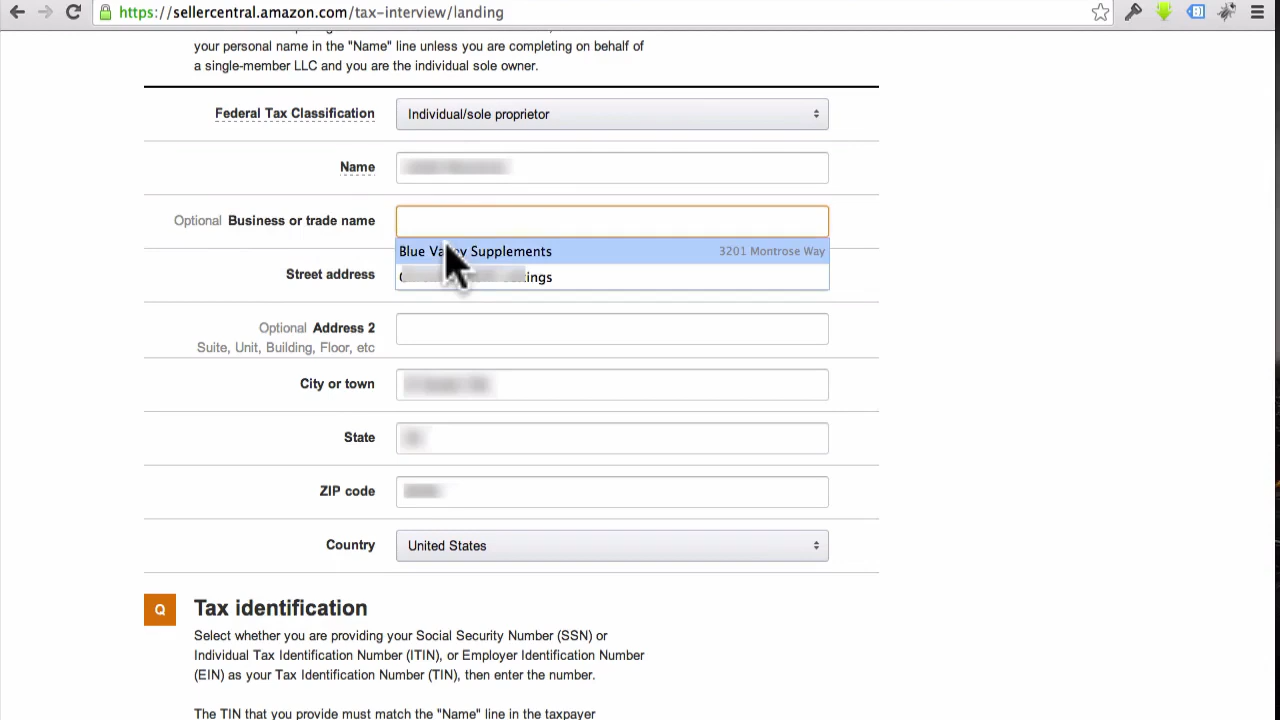 https://sellercentral.amazon.com/tax-interview/landing
your personal name in the "Name" line unless you are completing on behalf of
a single-member LLC and you are the individual sole owner.
Federal Tax Classification Individual/sole proprietor
Name
Optional Business or trade name
Blue Valley Supplements 3201 Montrose Way
Street address
Optional Address 2
Suite, Unit, Building, Floor, etc
City or town
State
ZIP code
Country United States
Q Tax identification
Select whether you are providing your Social Security Number (SSN) or
Individual Tax Identification Number (ITIN), or Employer Identification Number
(EIN) as your Tax Identification Number (TIN), then enter the number.
The TIN that you provide must match the "Name" line in the taxpayer